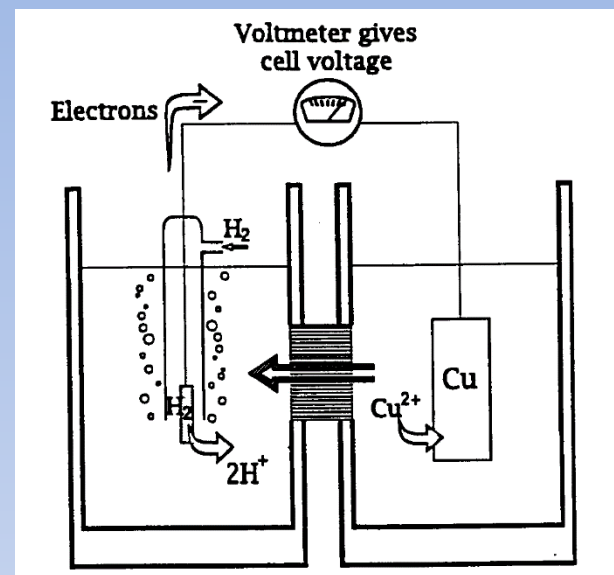 Voltmeter gives
cell voltage
Electrons
H₂
H₂
2H⁺
Cu²⁺
Cu